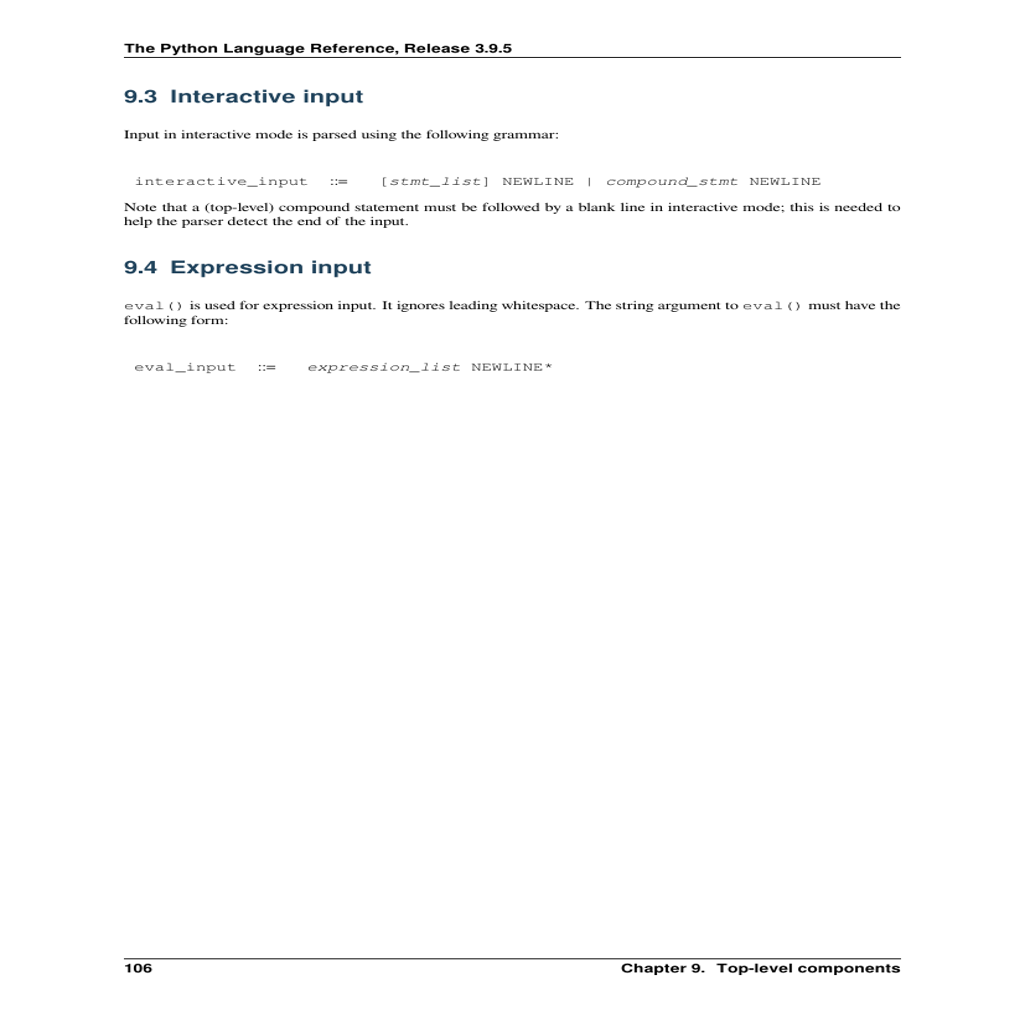 The Python Language Reference, Release 3.9.5
9.3 Interactive input
Input in interactive mode is parsed using the following grammar:
interactive_input ::= [stmt_list] NEWLINE | compound_stmt NEWLINE
Note that a (top-level) compound statement must be followed by a blank line in interactive mode; this is needed to
help the parser detect the end of the input.
9.4 Expression input
eval() is used for expression input. It ignores leading whitespace. The string argument to eval() must have the
following form:
eval_input ::= expression_list NEWLINE*
106 Chapter 9. Top-level components